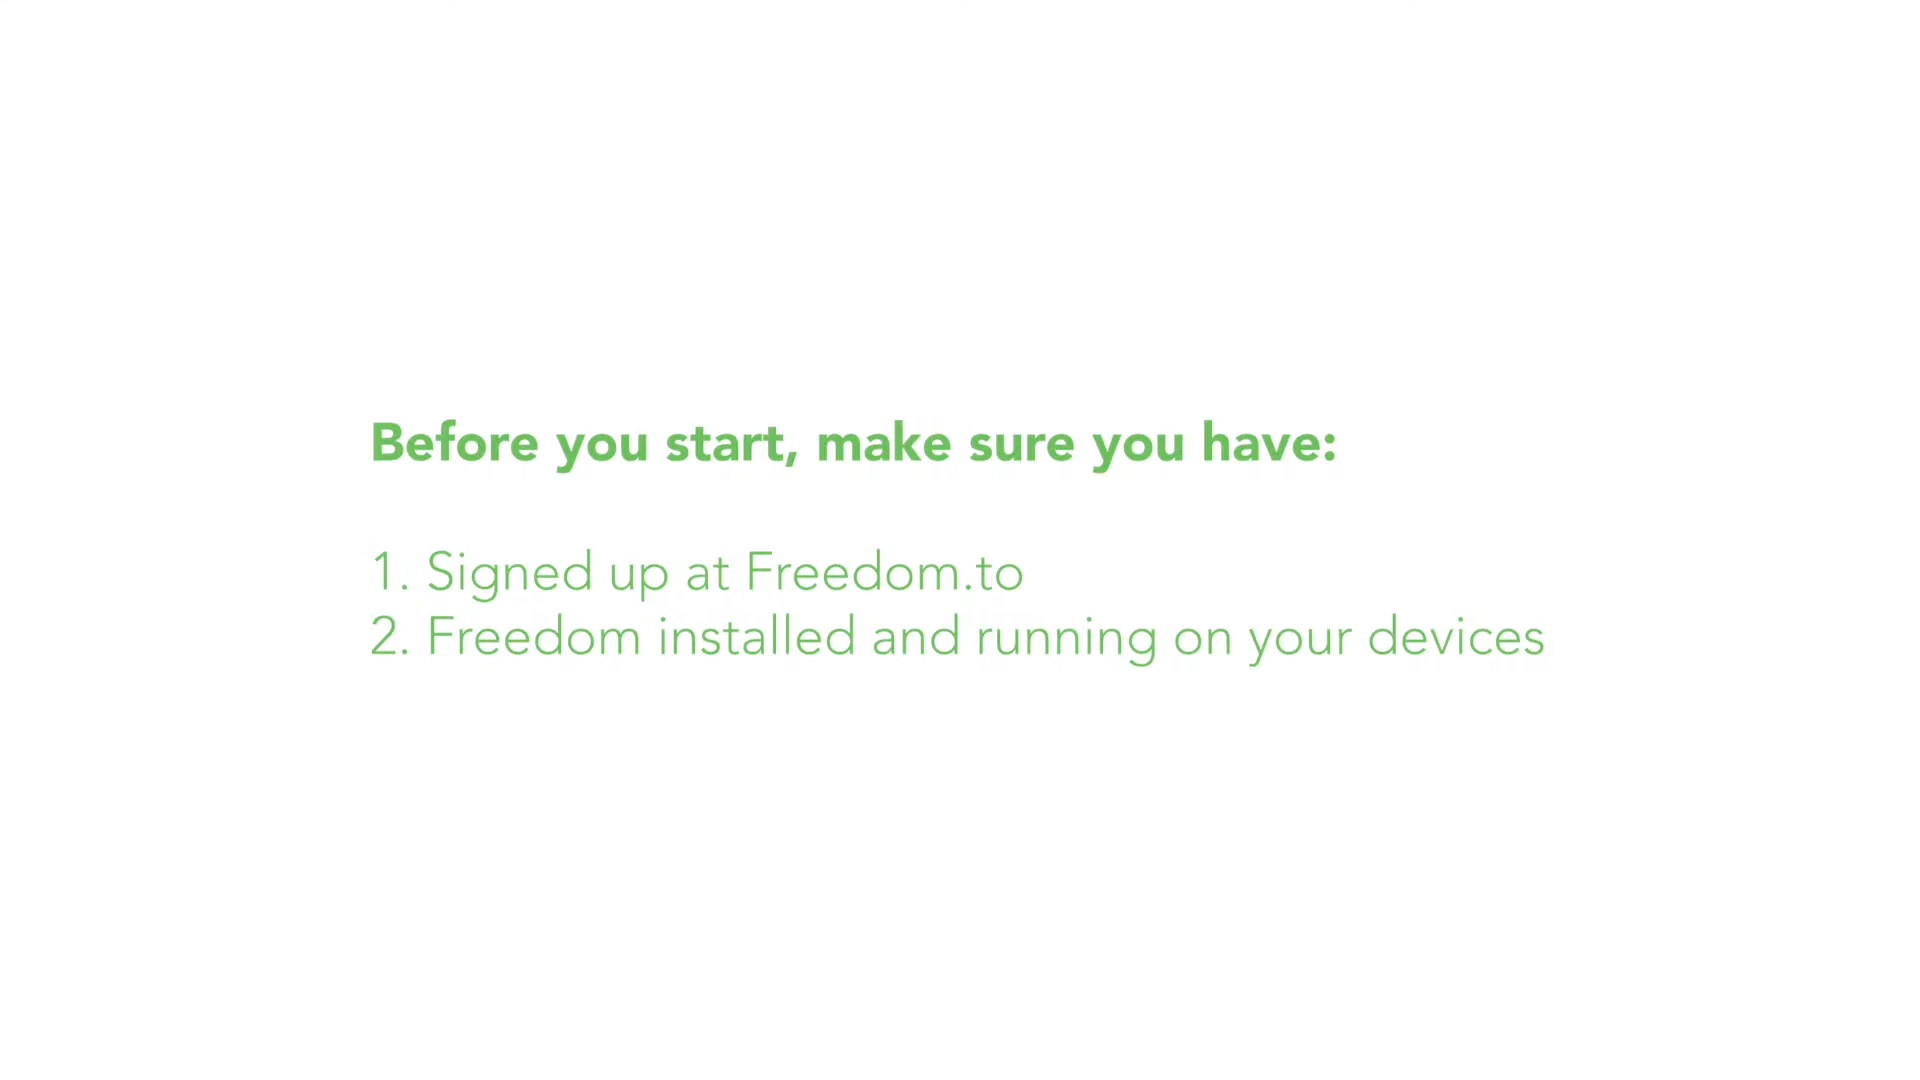 Before you start, make sure you have:
1. Signed up at Freedom.to
2. Freedom installed and running on your devices